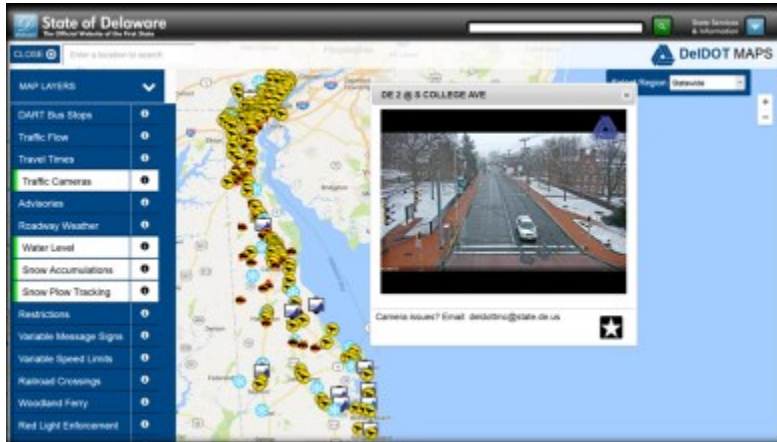 State of Delaware
The Official Website of the First State
State Services
& Information
CLOSE
Enter a location to search
DelDOT MAPS
MAP LAYERS
Select Region: Statewide
DART Bus Stops
Traffic Flow
Travel Times
Traffic Cameras
Advisories
Roadway Weather
Water Level
Snow Accumulations
Snow Plow Tracking
Restrictions
Variable Message Signs
Variable Speed Limits
Railroad Crossings
Woodland Ferry
Red Light Enforcement
DE 2 @ S COLLEGE AVE
Camera issues? Email: deldottmc@state.de.us